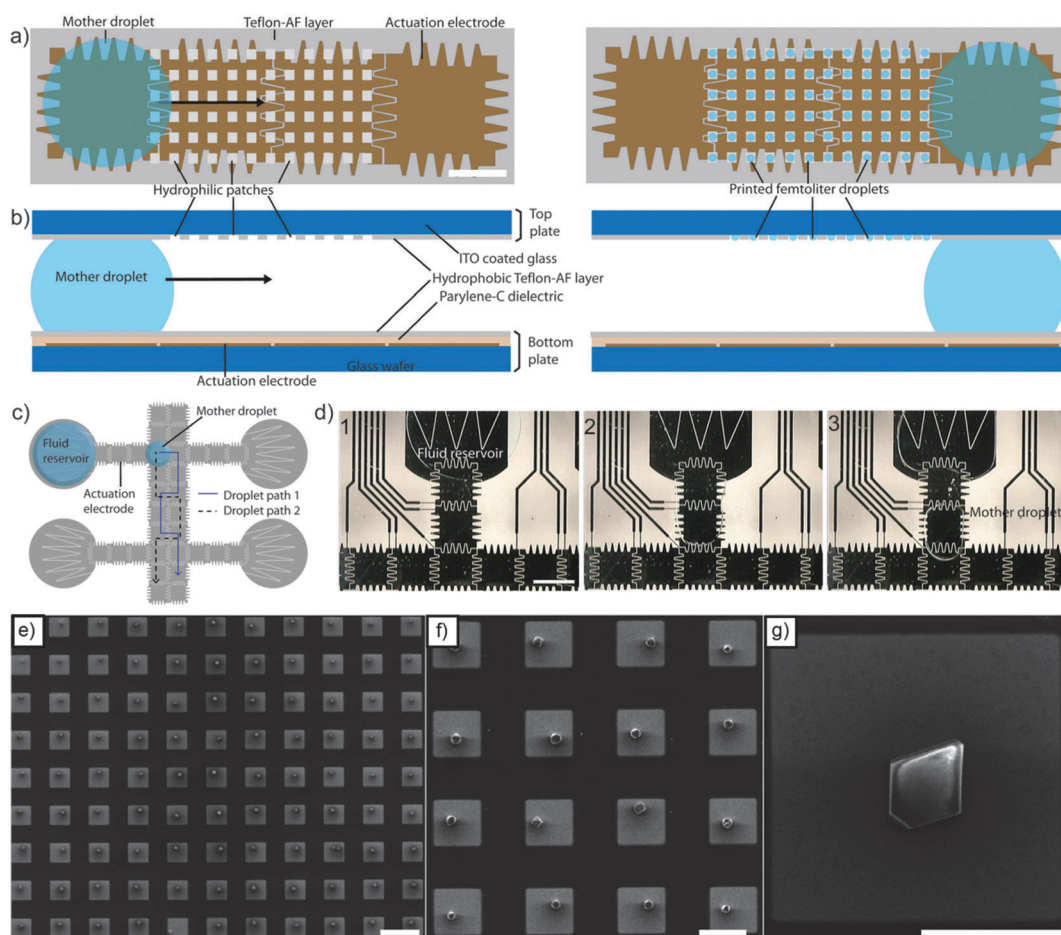 a)
Mother droplet
Teflon-AF layer
Actuation electrode
Hydrophilic patches
Printed femtoliter droplets
b)
Top
plate
ITO coated glass
Mother droplet
Hydrophobic Teflon-AF layer
Parylene-C dielectric
Bottom
plate
Glass wafer
Actuation electrode
c)
Mother droplet
Fluid
reservoir
Actuation
electrode
Droplet path 1
Droplet path 2
d)
1
Fluid reservoir
2
3
Mother droplet
e)
f)
g)